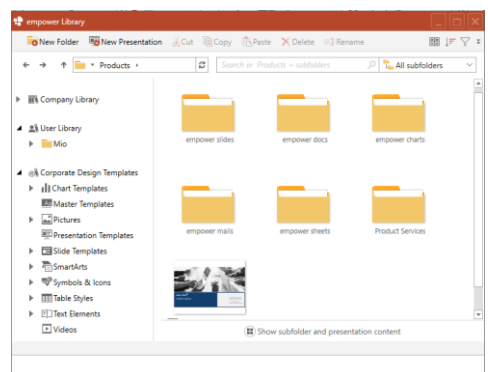 empower Library
New Folder New Presentation Cut Copy Paste Delete Rename
Products Search in Products + subfolders All subfolders
Company Library
User Library
Mio
Corporate Design Templates
Chart Templates
Master Templates
Pictures
Presentation Templates
Slide Templates
SmartArts
Symbols & Icons
Table Styles
Text Elements
Videos
empower slides empower docs empower charts
empower mails empower sheets Product Services
Show subfolder and presentation content